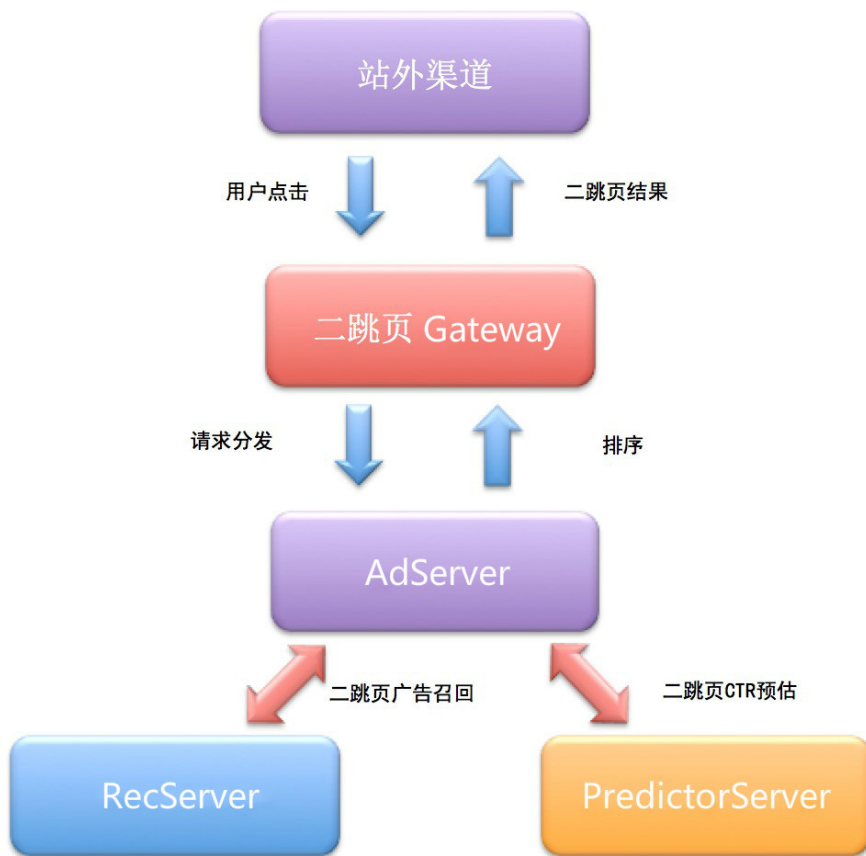 站外渠道
用户点击
二跳页结果
二跳页 Gateway
请求分发
排序
AdServer
二跳页广告召回
二跳页CTR预估
RecServer
PredictorServer